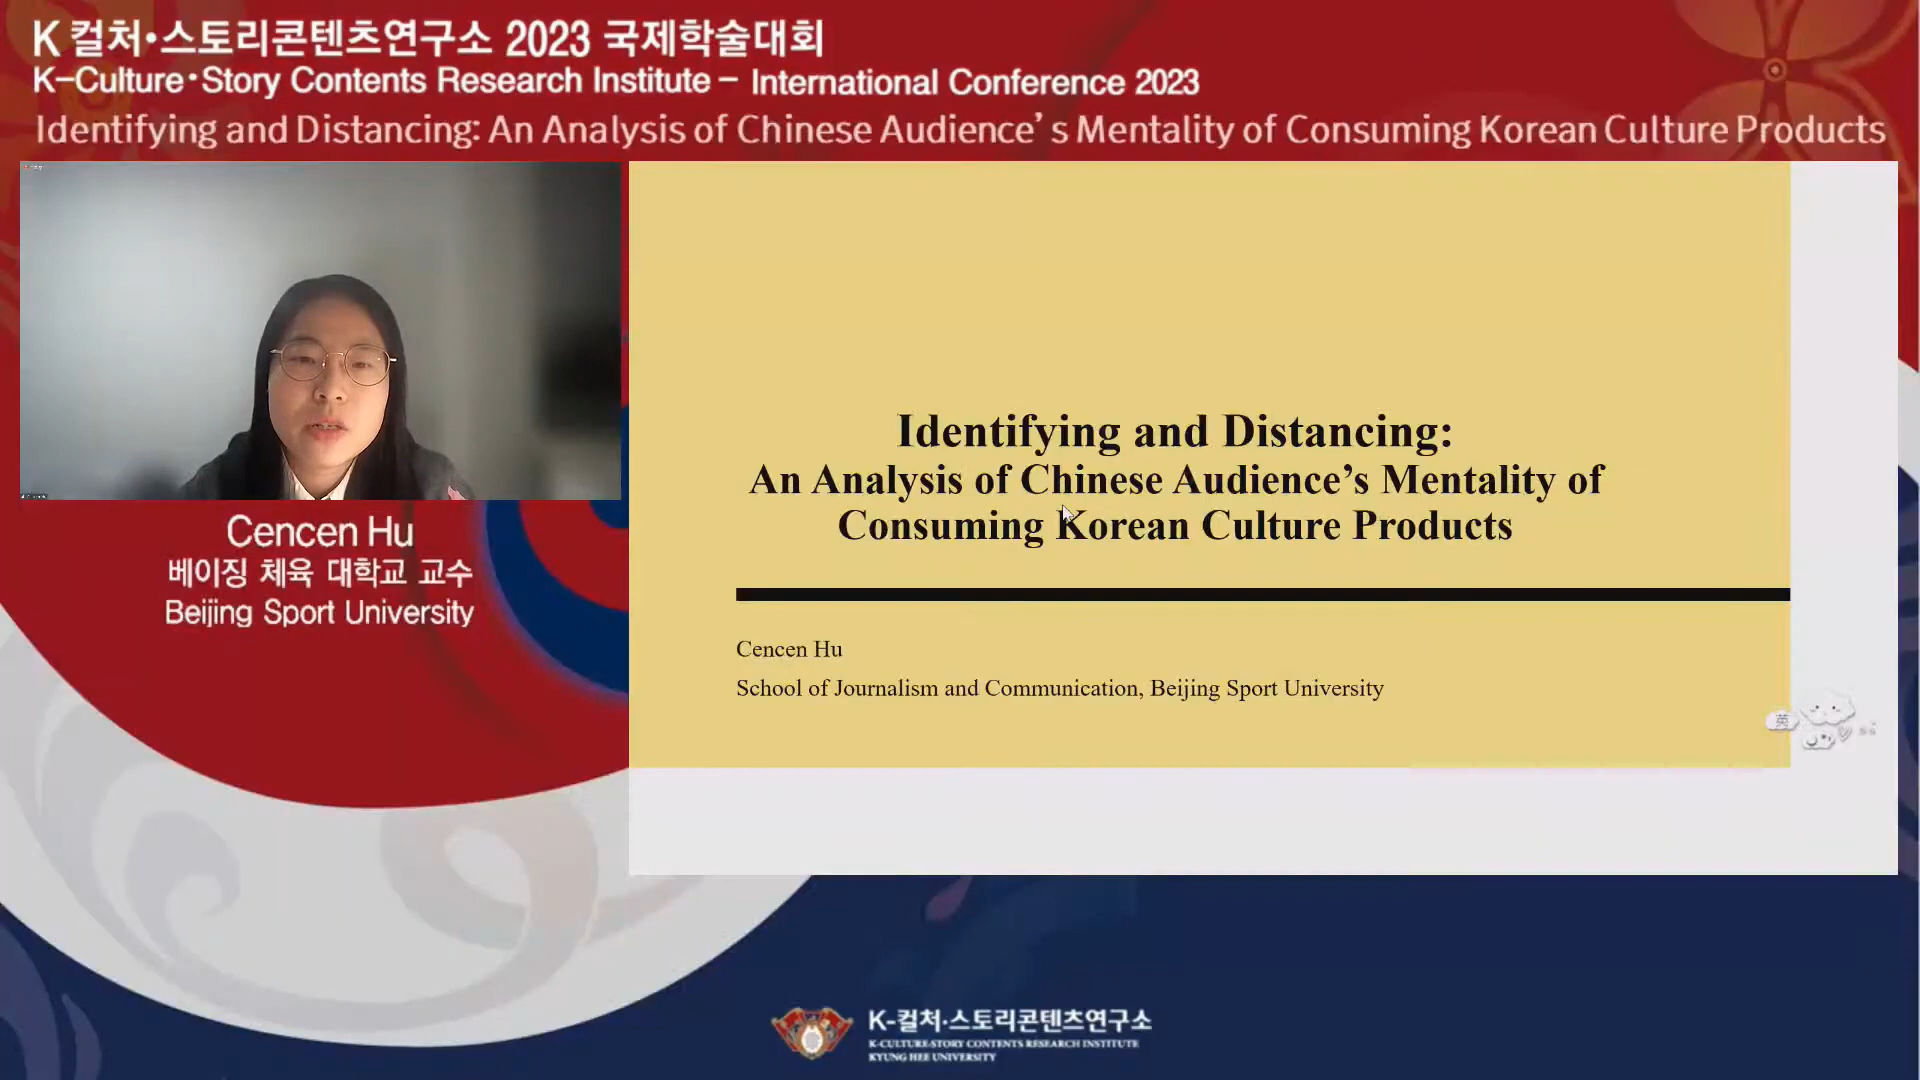 K 컬처•스토리콘텐츠연구소 2023 국제학술대회
K-Culture•Story Contents Research Institute - International Conference 2023
Identifying and Distancing: An Analysis of Chinese Audience's Mentality of Consuming Korean Culture Products
Cencen Hu
베이징 체육 대학교 교수
Beijing Sport University
Identifying and Distancing:
An Analysis of Chinese Audience’s Mentality of
Consuming Korean Culture Products
Cencen Hu
School of Journalism and Communication, Beijing Sport University
英
K-컬처·스토리콘텐츠연구소
K-CULTURE·STORY CONTENTS RESEARCH INSTITUTE
KYUNG HEE UNIVERSITY